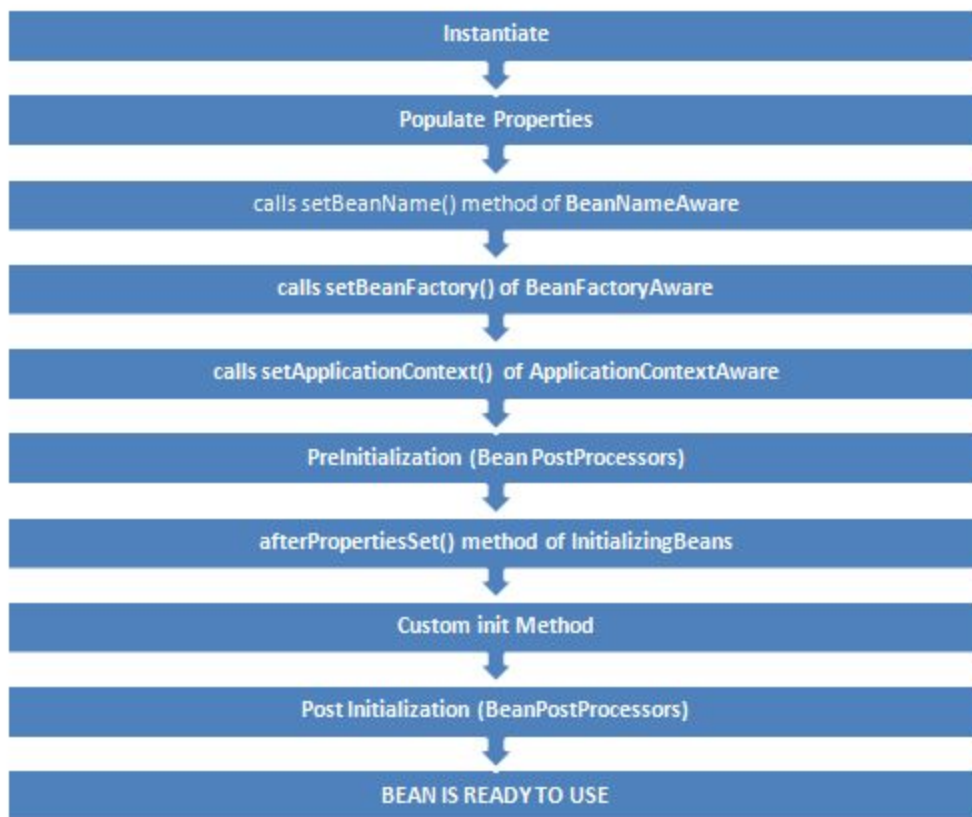 Instantiate
Populate Properties
calls setBeanName() method of BeanNameAware
calls setBeanFactory() of BeanFactoryAware
calls setApplicationContext() of ApplicationContextAware
PreInitialization (Bean PostProcessors)
afterPropertiesSet() method of InitializingBeans
Custom init Method
Post Initialization (BeanPostProcessors)
BEAN IS READY TO USE